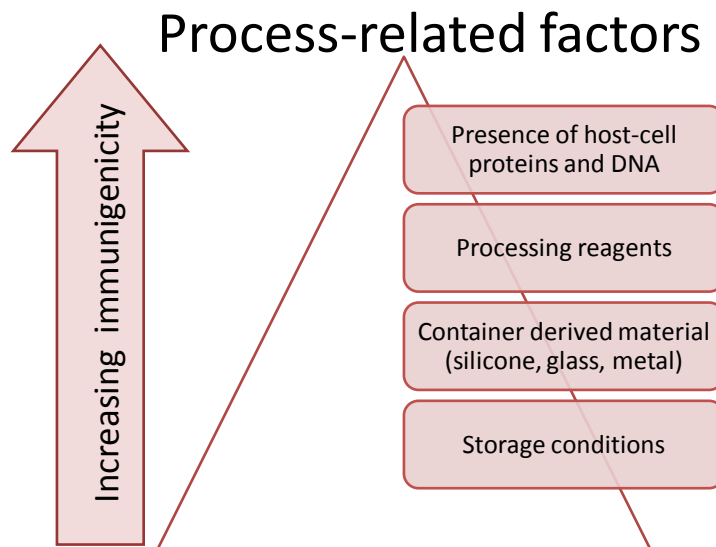 Process-related factors
Increasing immunigenicity
Presence of host-cell
proteins and DNA
Processing reagents
Container derived material
(silicone, glass, metal)
Storage conditions